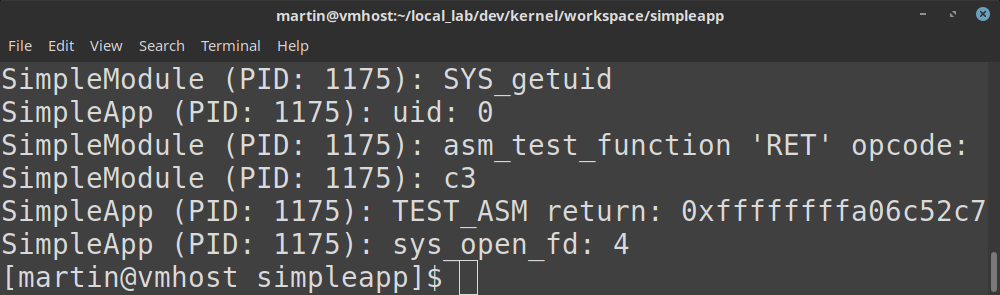 martin@vmhost:~/local_lab/dev/kernel/workspace/simpleapp
File Edit View Search Terminal Help
SimpleModule (PID: 1175): SYS_getuid
SimpleApp (PID: 1175): uid: 0
SimpleModule (PID: 1175): asm_test_function 'RET' opcode:
SimpleModule (PID: 1175): c3
SimpleApp (PID: 1175): TEST_ASM return: 0xffffffffa06c52c7
SimpleApp (PID: 1175): sys_open_fd: 4
[martin@vmhost simpleapp]$